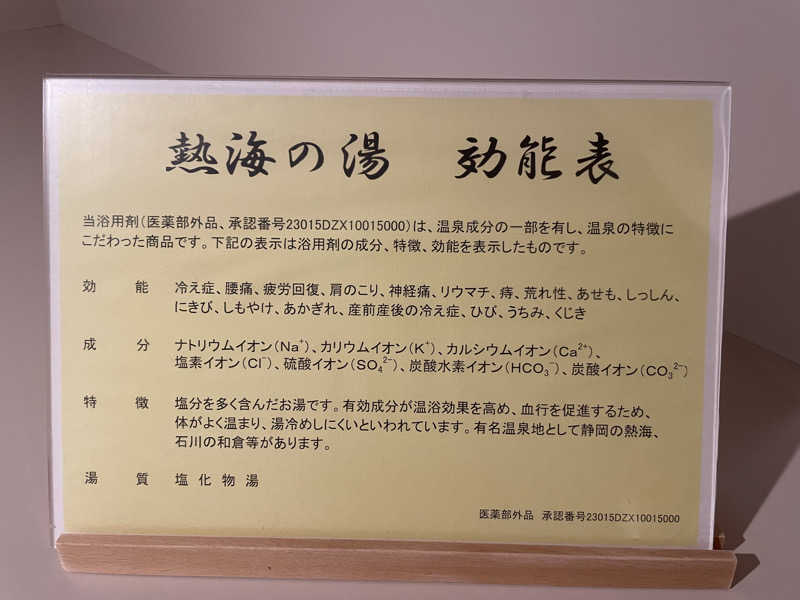 熱海の湯 効能表
当浴用剤(医薬部外品、承認番号23015DZX10015000)は、温泉成分の一部を有し、温泉の特徴に
こだわった商品です。下記の表示は浴用剤の成分、特徴、効能を表示したものです。
効 能 冷え症、腰痛、疲労回復、肩のこり、神経痛、リウマチ、痔、荒れ性、あせも、しっしん、
にきび、しもやけ、あかぎれ、産前産後の冷え症、ひび、うちみ、くじき
成 分 ナトリウムイオン(Na⁺)、カリウムイオン(K⁺)、カルシウムイオン(Ca²⁺)、
塩素イオン(Cl⁻)、硫酸イオン(SO₄²⁻)、炭酸水素イオン(HCO₃⁻)、炭酸イオン(CO₃²⁻)
特 徴 塩分を多く含んだお湯です。有効成分が温浴効果を高め、血行を促進するため、
体がよく温まり、湯冷めしにくいといわれています。有名温泉地として静岡の熱海、
石川の和倉等があります。
湯 質 塩化物湯
医薬部外品 承認番号23015DZX10015000